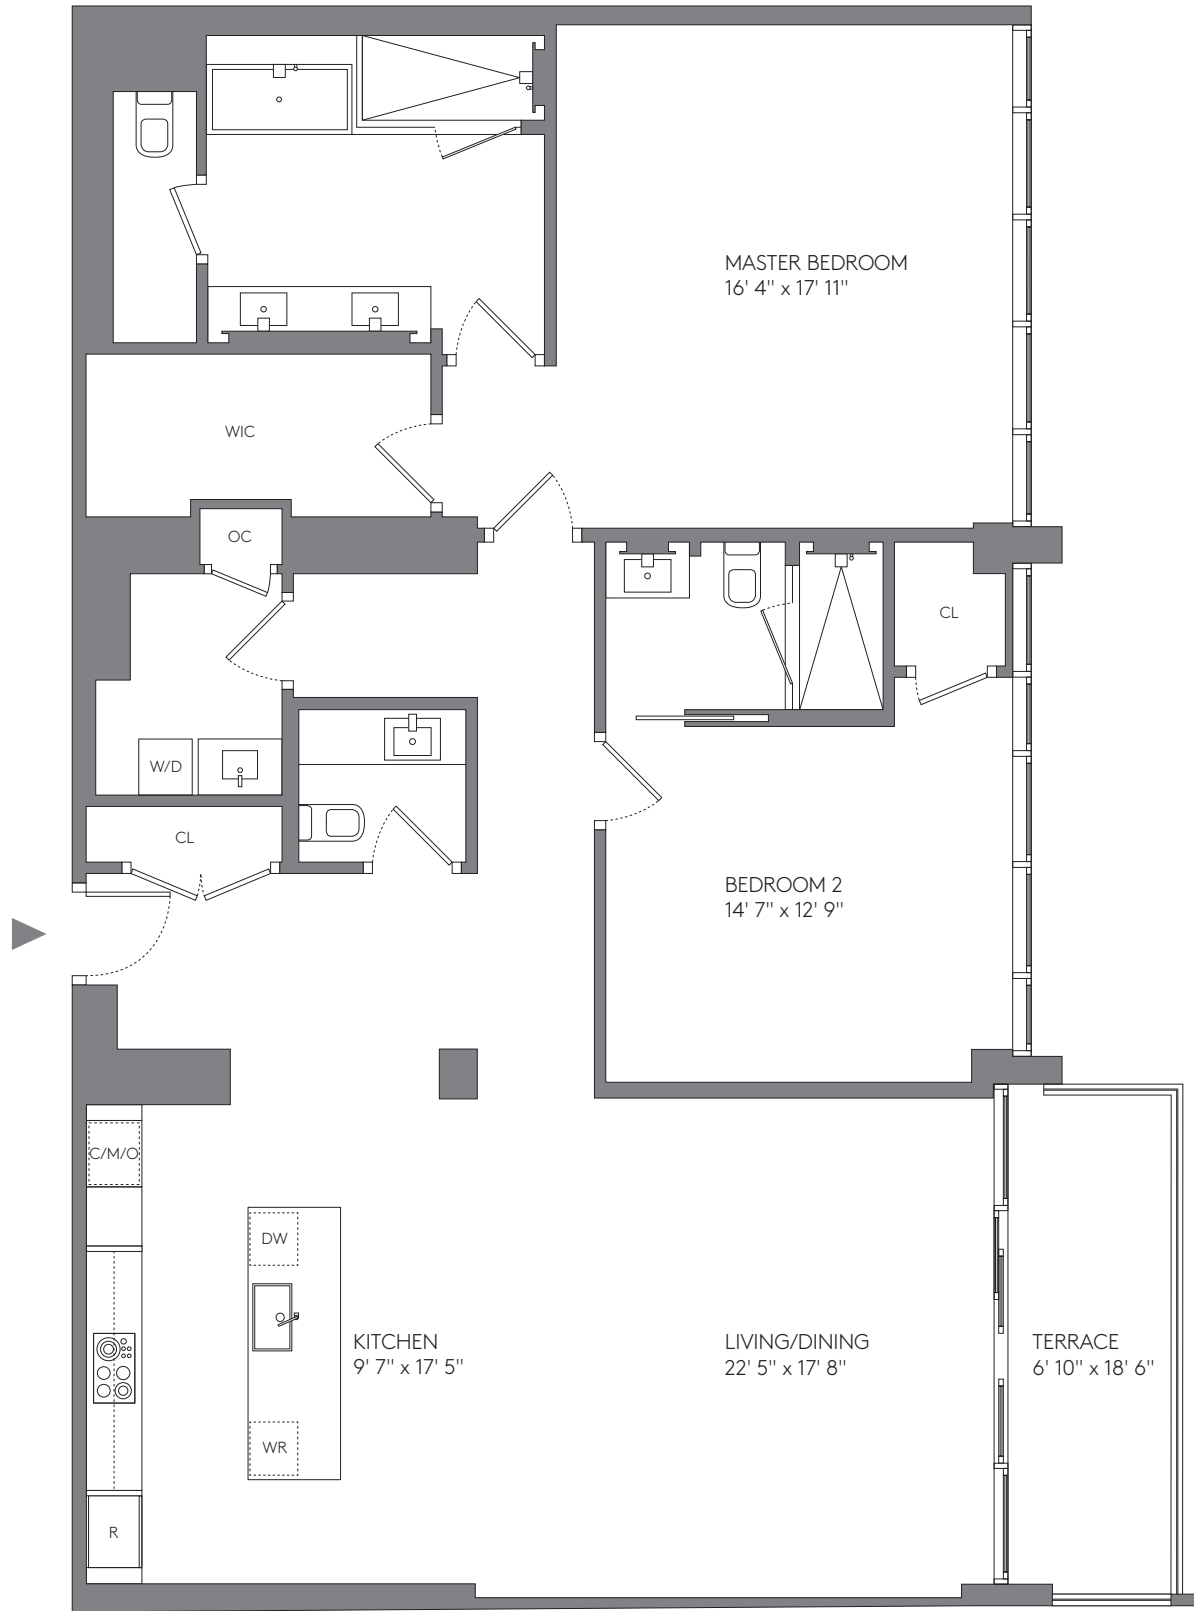 MASTER BEDROOM
16' 4" x 17' 11"
WIC
OC
CL
W/D
CL
BEDROOM 2
14' 7" x 12' 9"
C/M/O
DW
KITCHEN
9' 7" x 17' 5"
LIVING/DINING
22' 5" x 17' 8"
TERRACE
6' 10" x 18' 6"
WR
R